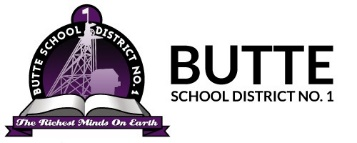 BUTTE SCHOOL DISTRICT NO. 1
The Richest Minds On Earth
BUTTE
SCHOOL DISTRICT NO. 1